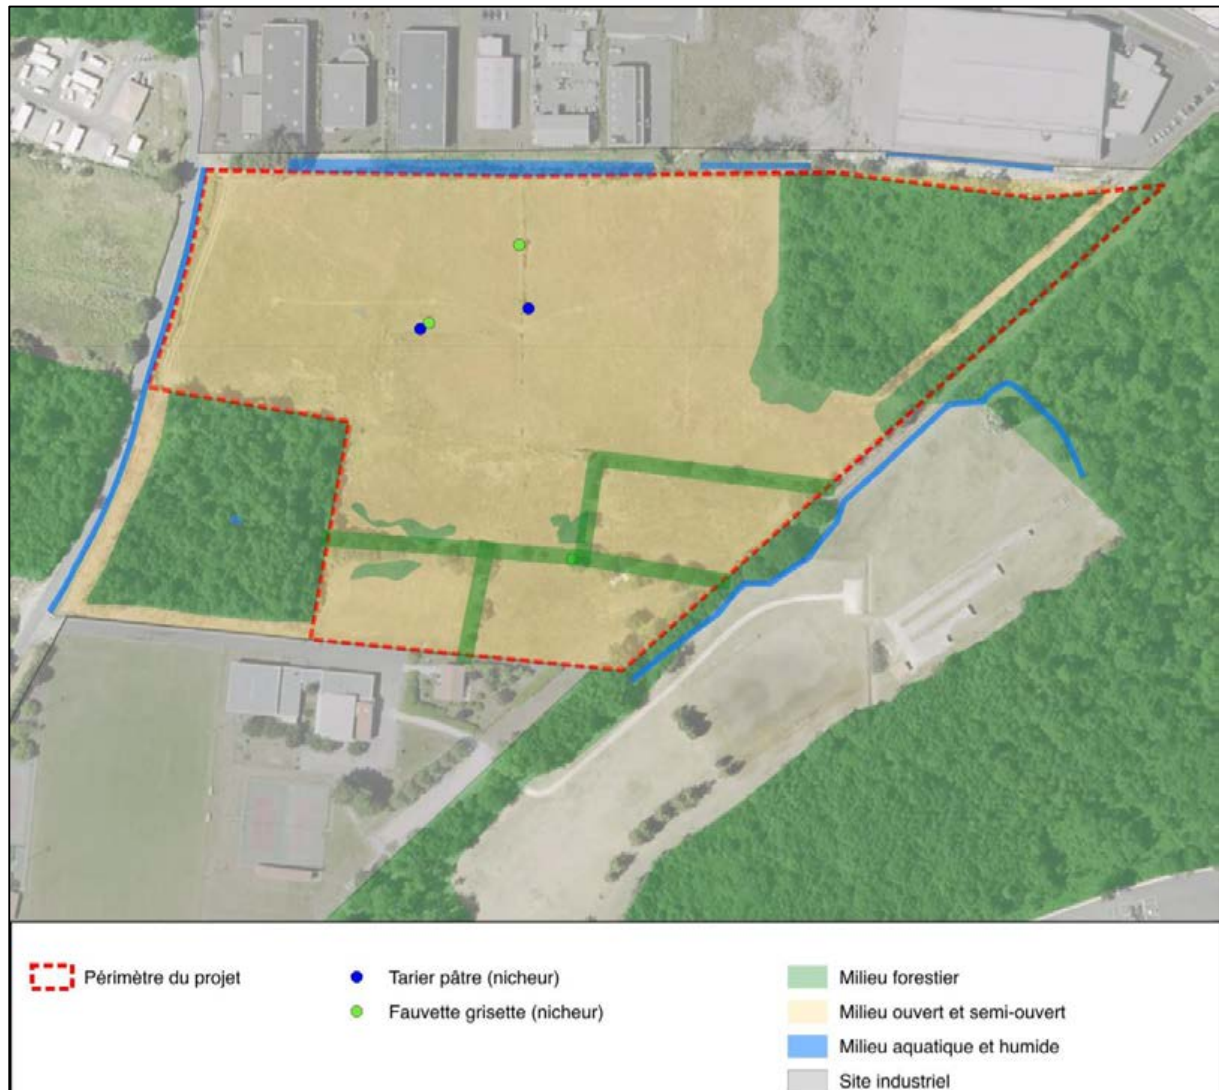 Périmètre du projet
Tarier pâtre (nicheur)
Fauvette grisette (nicheur)
Milieu forestier
Milieu ouvert et semi-ouvert
Milieu aquatique et humide
Site industriel